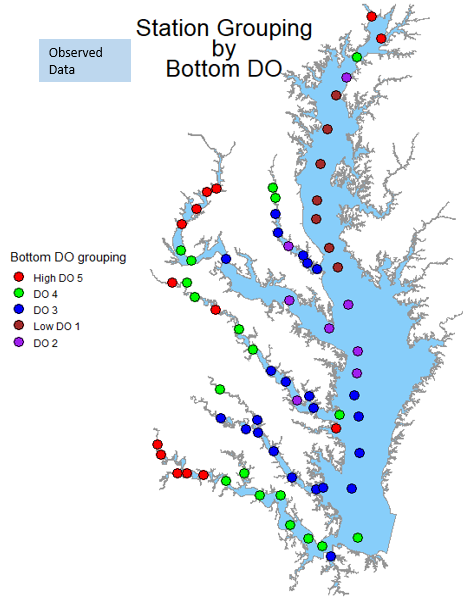 Station Grouping
by
Bottom DO
Observed
Data
Bottom DO grouping
High DO 5
DO 4
DO 3
Low DO 1
DO 2